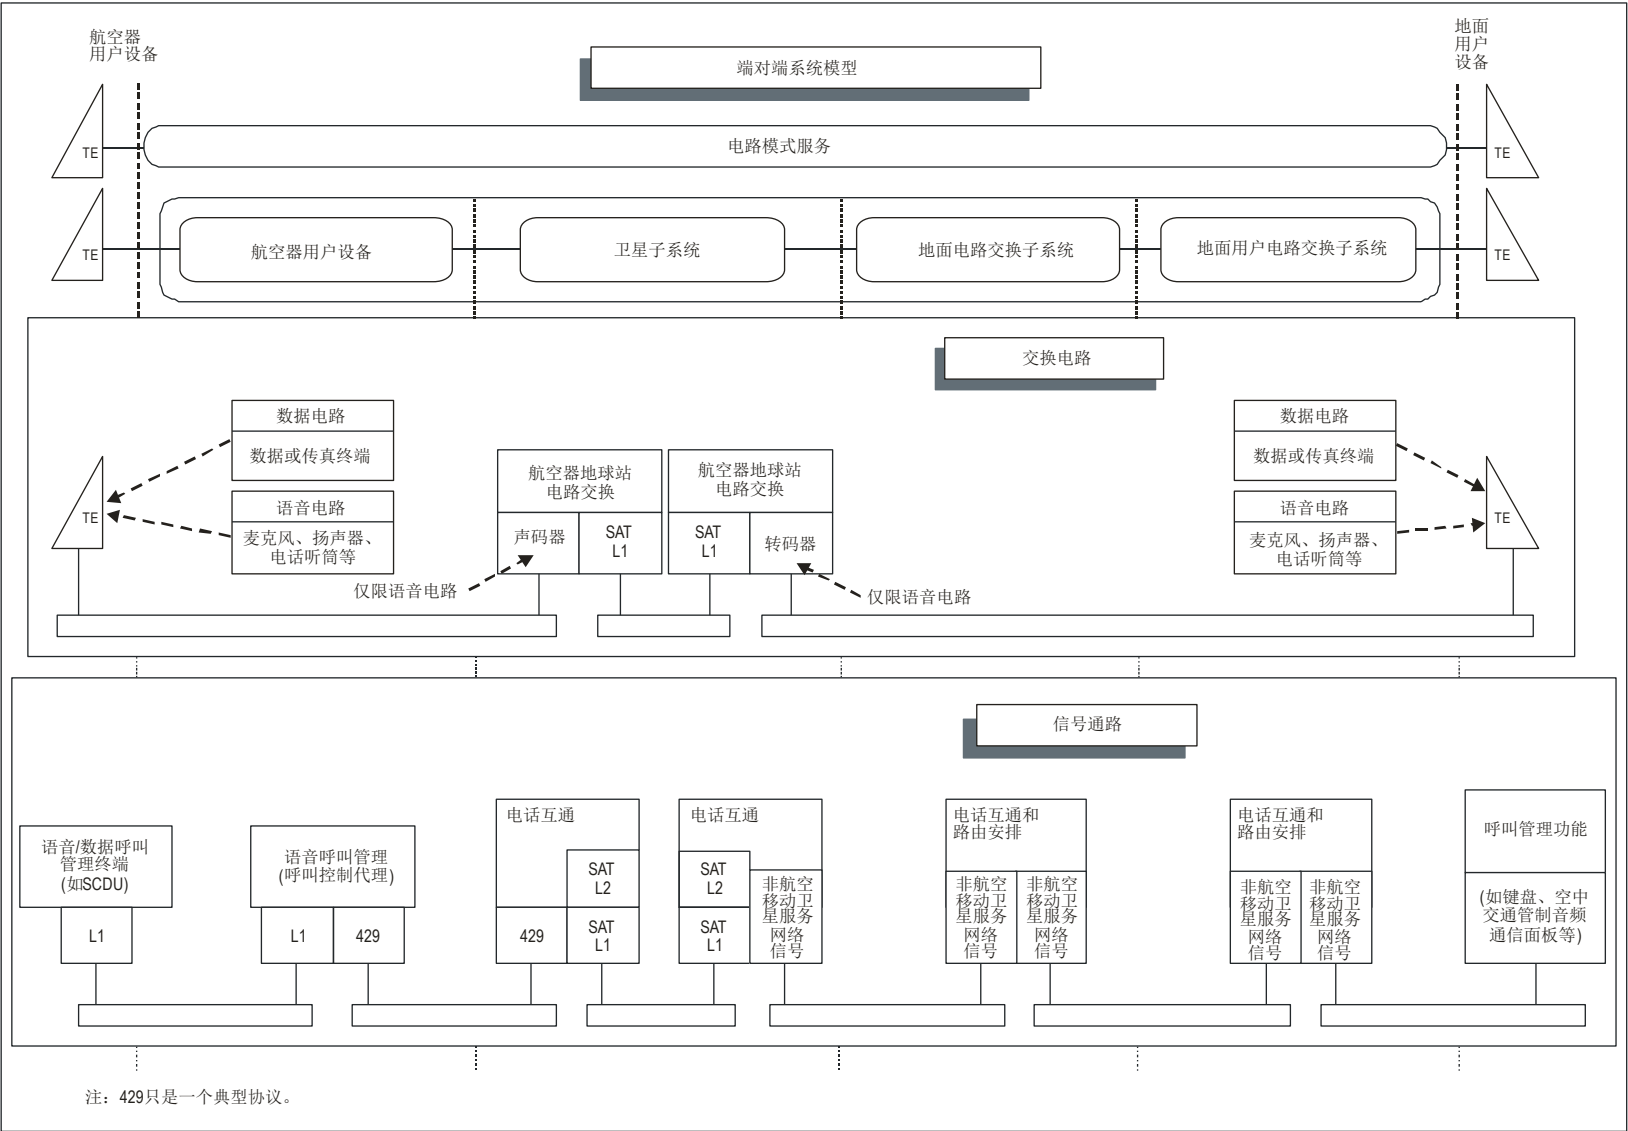 航空器
用户设备
地面
用户
设备
端对端系统模型
TE
电路模式服务
TE
TE
航空器用户设备
卫星子系统
地面电路交换子系统
地面用户电路交换子系统
TE
交换电路
数据电路
数据或传真终端
语音电路
麦克风、扬声器、
电话听筒等
TE
航空器地球站
电路交换
声码器
SAT
L1
航空器地球站
电路交换
SAT
L1
转码器
仅限语音电路
仅限语音电路
数据电路
数据或传真终端
语音电路
麦克风、扬声器、
电话听筒等
TE
信号通路
语音/数据呼叫
管理终端
(如SCDU)
L1
语音呼叫管理
(呼叫控制代理)
L1
429
电话互通
SAT
L2
429
SAT
L1
电话互通
SAT
L2
SAT
L1
非航空
移动卫
星服务
网络
信号
电话互通和
路由安排
非航空
移动卫
星服务
网络
信号
非航空
移动卫
星服务
网络
信号
电话互通和
路由安排
非航空
移动卫
星服务
网络
信号
非航空
移动卫
星服务
网络
信号
呼叫管理功能
(如键盘、空中
交通管制音频
通信面板等)
注：429只是一个典型协议。